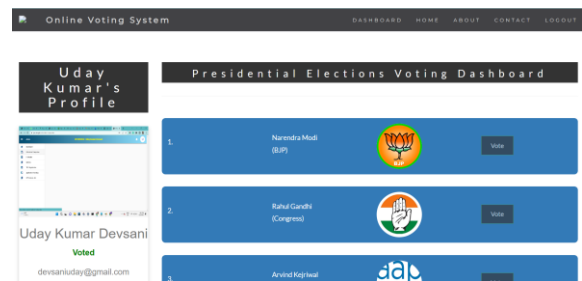 Online Voting System
DASHBOARD HOME ABOUT CONTACT LOGOUT
Uday
Kumar's
Profile
Uday Kumar Devsani
Voted
devsaniuday@gmail.com
Presidential Elections Voting Dashboard
1.
Narendra Modi
(BJP)
BJP
Vote
2.
Rahul Gandhi
(Congress)
Vote
3.
Arvind Kejriwal
aap